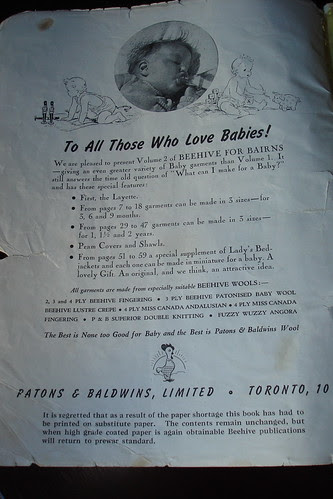 To All Those Who Love Babies!
We are pleased to present Volume 2 of BEEHIVE FOR BAIRNS
—giving an even greater variety of Baby garments than Volume 1. It
still answers the time old question of "What can I make for a Baby?"
and has these special features:
• First, the Layette.
• From pages 7 to 18 garments can be made in 3 sizes—for
3, 6 and 9 months.
• From pages 29 to 47 garments can be made in 3 sizes—
for 1, 1½ and 2 years.
• Pram Covers and Shawls.
• From pages 51 to 59 a special supplement of Lady's Bed-
jackets and each one can be made in miniature for a baby. A
lovely Gift. An original, and we think, an attractive idea.
All garments are made from especially suitable BEEHIVE WOOLS:—
2, 3 and 4 PLY BEEHIVE FINGERING • 3 PLY BEEHIVE PATONISED BABY WOOL
BEEHIVE LUSTRE CREPE • 4 PLY MISS CANADA ANDALUSIAN • 4 PLY MISS CANADA
FINGERING • P & B SUPERIOR DOUBLE KNITTING • FUZZY WUZZY ANGORA
The Best is None too Good for Baby and the Best is Patons & Baldwins Wool
PATONS & BALDWINS, LIMITED • TORONTO, 10
It is regretted that as a result of the paper shortage this book has had to
be printed on substitute paper. The contents remain unchanged, but
when high grade coated paper is again obtainable Beehive publications
will return to prewar standard.